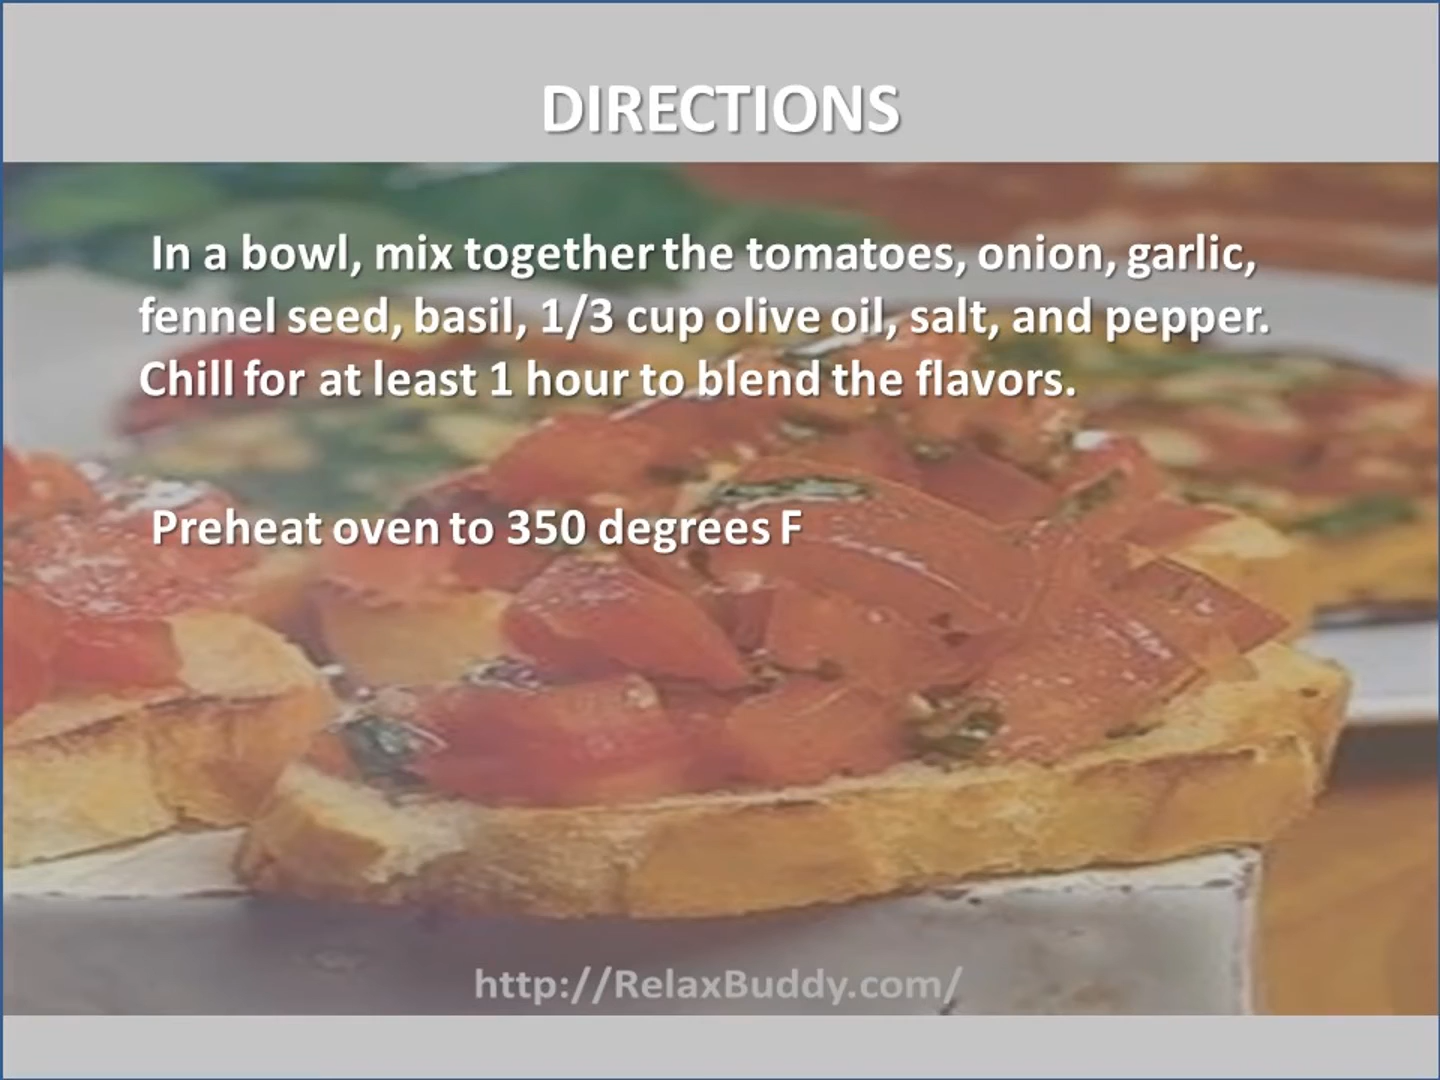 DIRECTIONS
In a bowl, mix together the tomatoes, onion, garlic,
fennel seed, basil, 1/3 cup olive oil, salt, and pepper.
Chill for at least 1 hour to blend the flavors.
Preheat oven to 350 degrees F
http://RelaxBuddy.com/